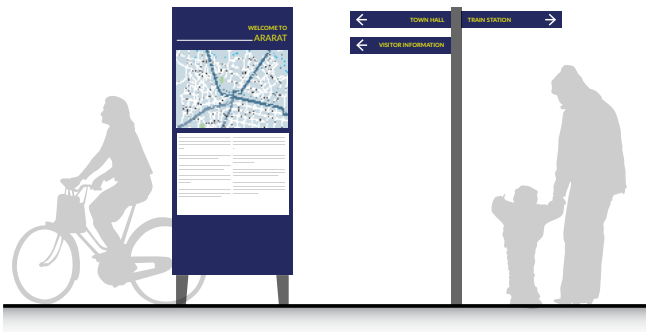 WELCOME TO
ARARAT
TOWN HALL
TRAIN STATION
VISITOR INFORMATION